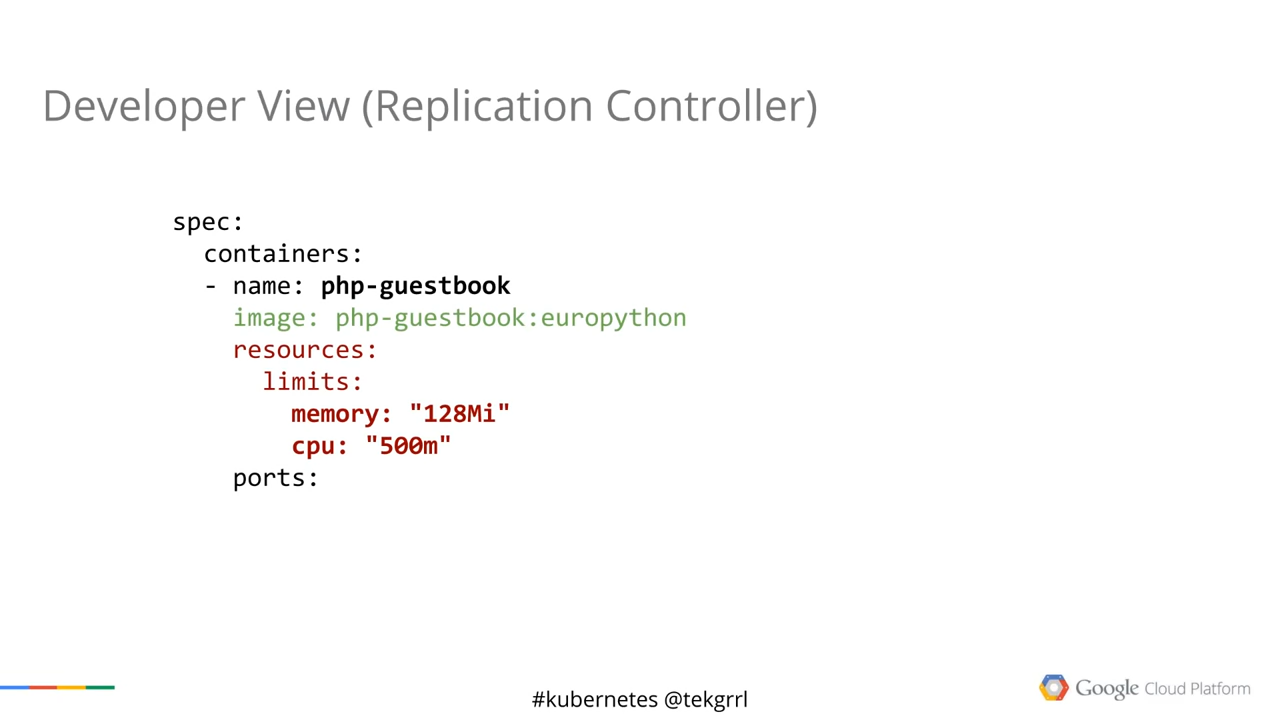 Developer View (Replication Controller)
spec:
containers:
- name: php-guestbook
image: php-guestbook:europython
resources:
limits:
memory: "128Mi"
cpu: "500m"
ports:
#kubernetes @tekgrrl
Google Cloud Platform